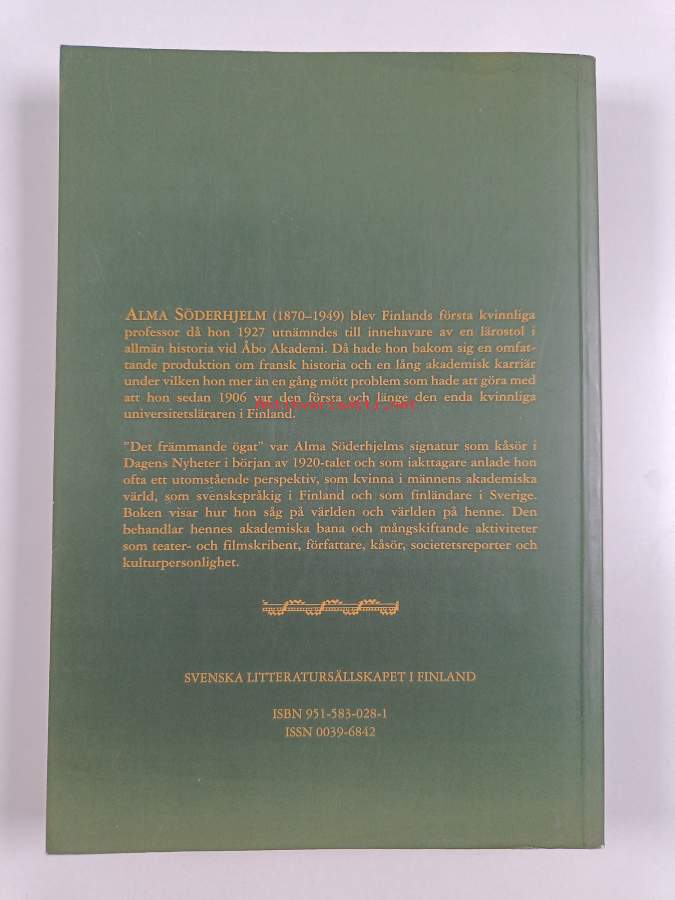 ALMA SÖDERHJELM (1870–1949) blev Finlands första kvinnliga
professor då hon 1927 utnämndes till innehavare av en lärostol i
allmän historia vid Åbo Akademi. Då hade hon bakom sig en omfat-
tande produktion om fransk historia och en lång akademisk karriär
under vilken hon mer än en gång mött problem som hade att göra med
att hon sedan 1906 var den första och länge den enda kvinnliga
universitetsläraren i Finland.
"Det främmande ögat" var Alma Söderhjelms signatur som kåsör i
Dagens Nyheter i början av 1920-talet och som iakttagare anlade hon
ofta ett utomstående perspektiv, som kvinna i männens akademiska
värld, som svenskspråkig i Finland och som finländare i Sverige.
Boken visar hur hon såg på världen och världen på henne. Den
behandlar hennes akademiska bana och mångskiftande aktiviteter
som teater- och filmskribent, författare, kåsör, societetsreporter och
kulturpersonlighet.
SVENSKA LITTERATURSÄLLSKAPET I FINLAND
ISBN 951-583-028-1
ISSN 0039-6842